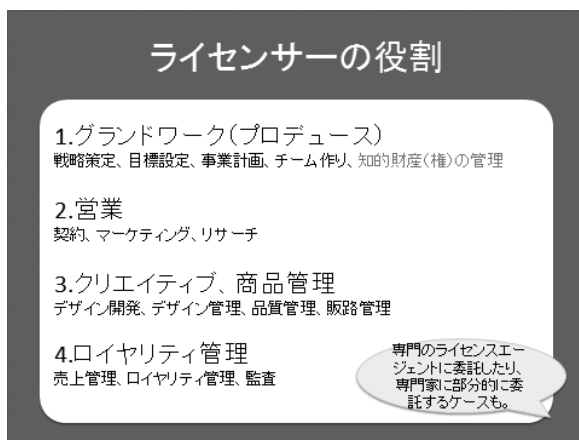 ライセンサーの役割
1.グランドワーク(プロデュース)
戦略策定、目標設定、事業計画、チーム作り、知的財産(権)の管理
2.営業
契約、マーケティング、リサーチ
3.クリエイティブ、商品管理
デザイン開発、デザイン管理、品質管理、販路管理
4.ロイヤリティ管理
売上管理、ロイヤリティ管理、監査
専門のライセンスエー
ジェントに委託したり、
専門家に部分的に委
託するケースも。